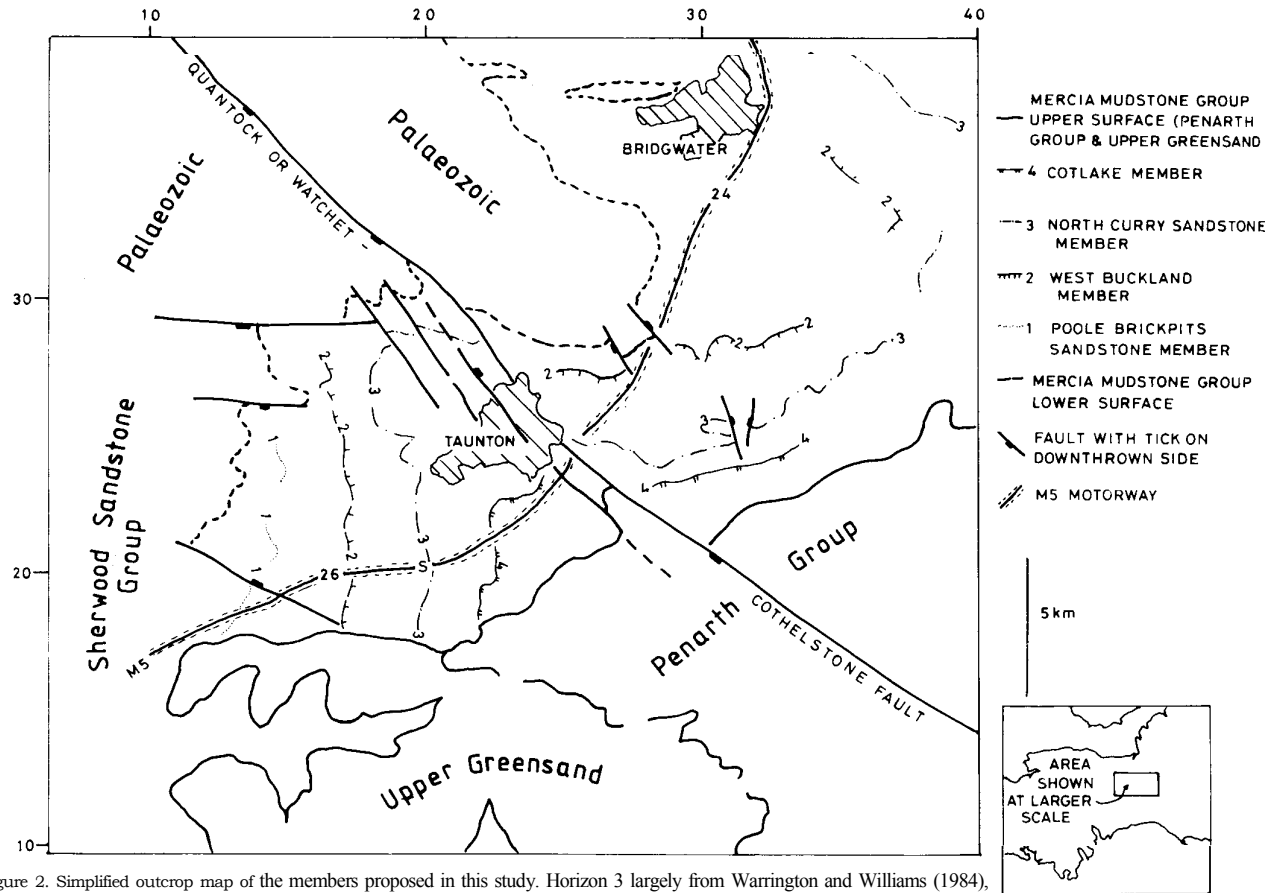 10
20
30
40
QUANTOCK OR WATCHET -
Palaeozoic
Palaeozoic
BRIDGWATER
3
2
2
24
30
2
2
3
2
2
3
3
4
4
TAUNTON
1
1
2
3
26
S
4
3
20
M5
Sherwood Sandstone
Group
Penarth
Group
COTHELSTONE FAULT
Upper Greensand
10
MERCIA MUDSTONE GROUP
UPPER SURFACE (PENARTH
GROUP & UPPER GREENSAND
4 COTLAKE MEMBER
3 NORTH CURRY SANDSTONE
MEMBER
2 WEST BUCKLAND
MEMBER
1 POOLE BRICKPITS
SANDSTONE MEMBER
MERCIA MUDSTONE GROUP
LOWER SURFACE
FAULT WITH TICK ON
DOWNTHROWN SIDE
M5 MOTORWAY
5 km
AREA
SHOWN
AT LARGER
SCALE
gure 2. Simplified outcrop map of the members proposed in this study. Horizon 3 largely from Warrington and Williams (1984),